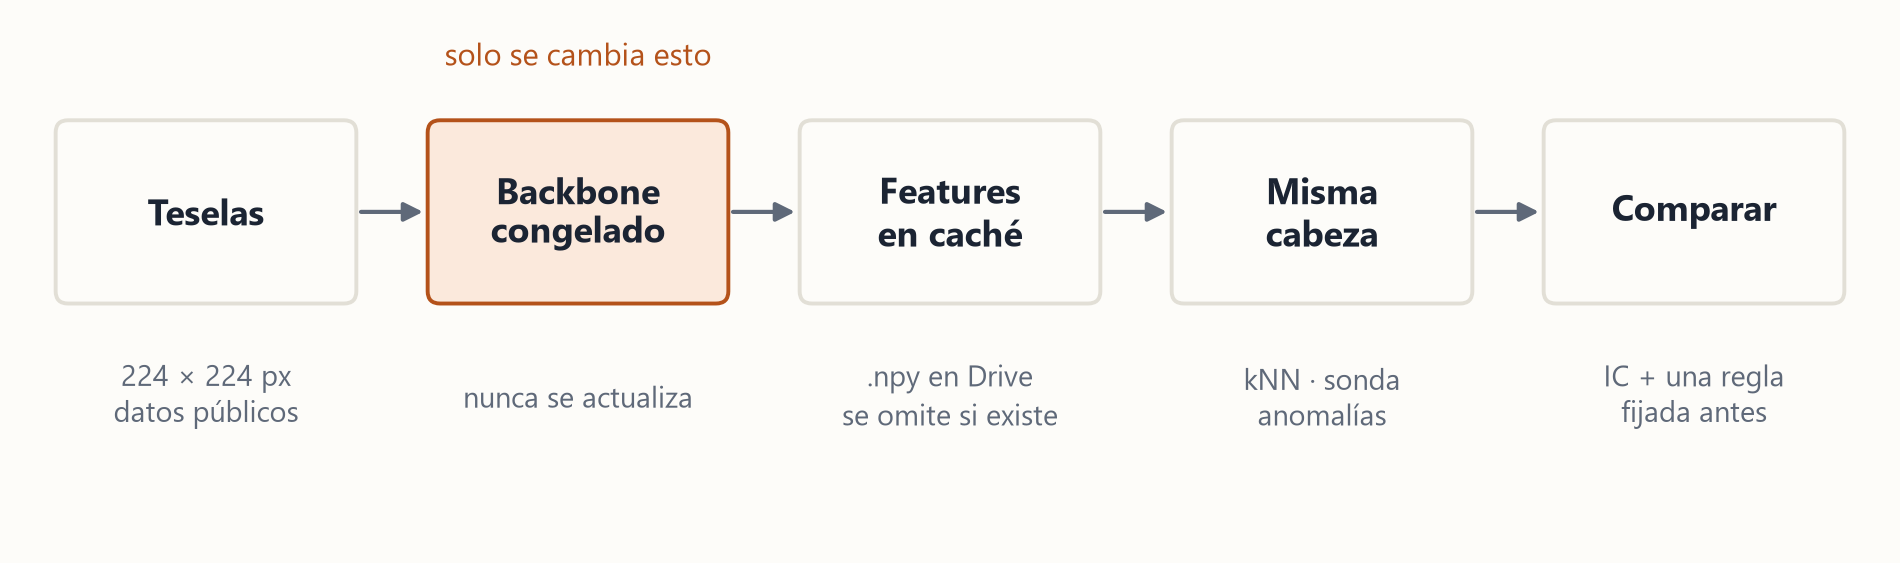 solo se cambia esto
Teselas
Backbone
congelado
Features
en caché
Misma
cabeza
Comparar
224 × 224 px
datos públicos
nunca se actualiza
.npy en Drive
se omite si existe
kNN · sonda
anomalías
IC + una regla
fijada antes